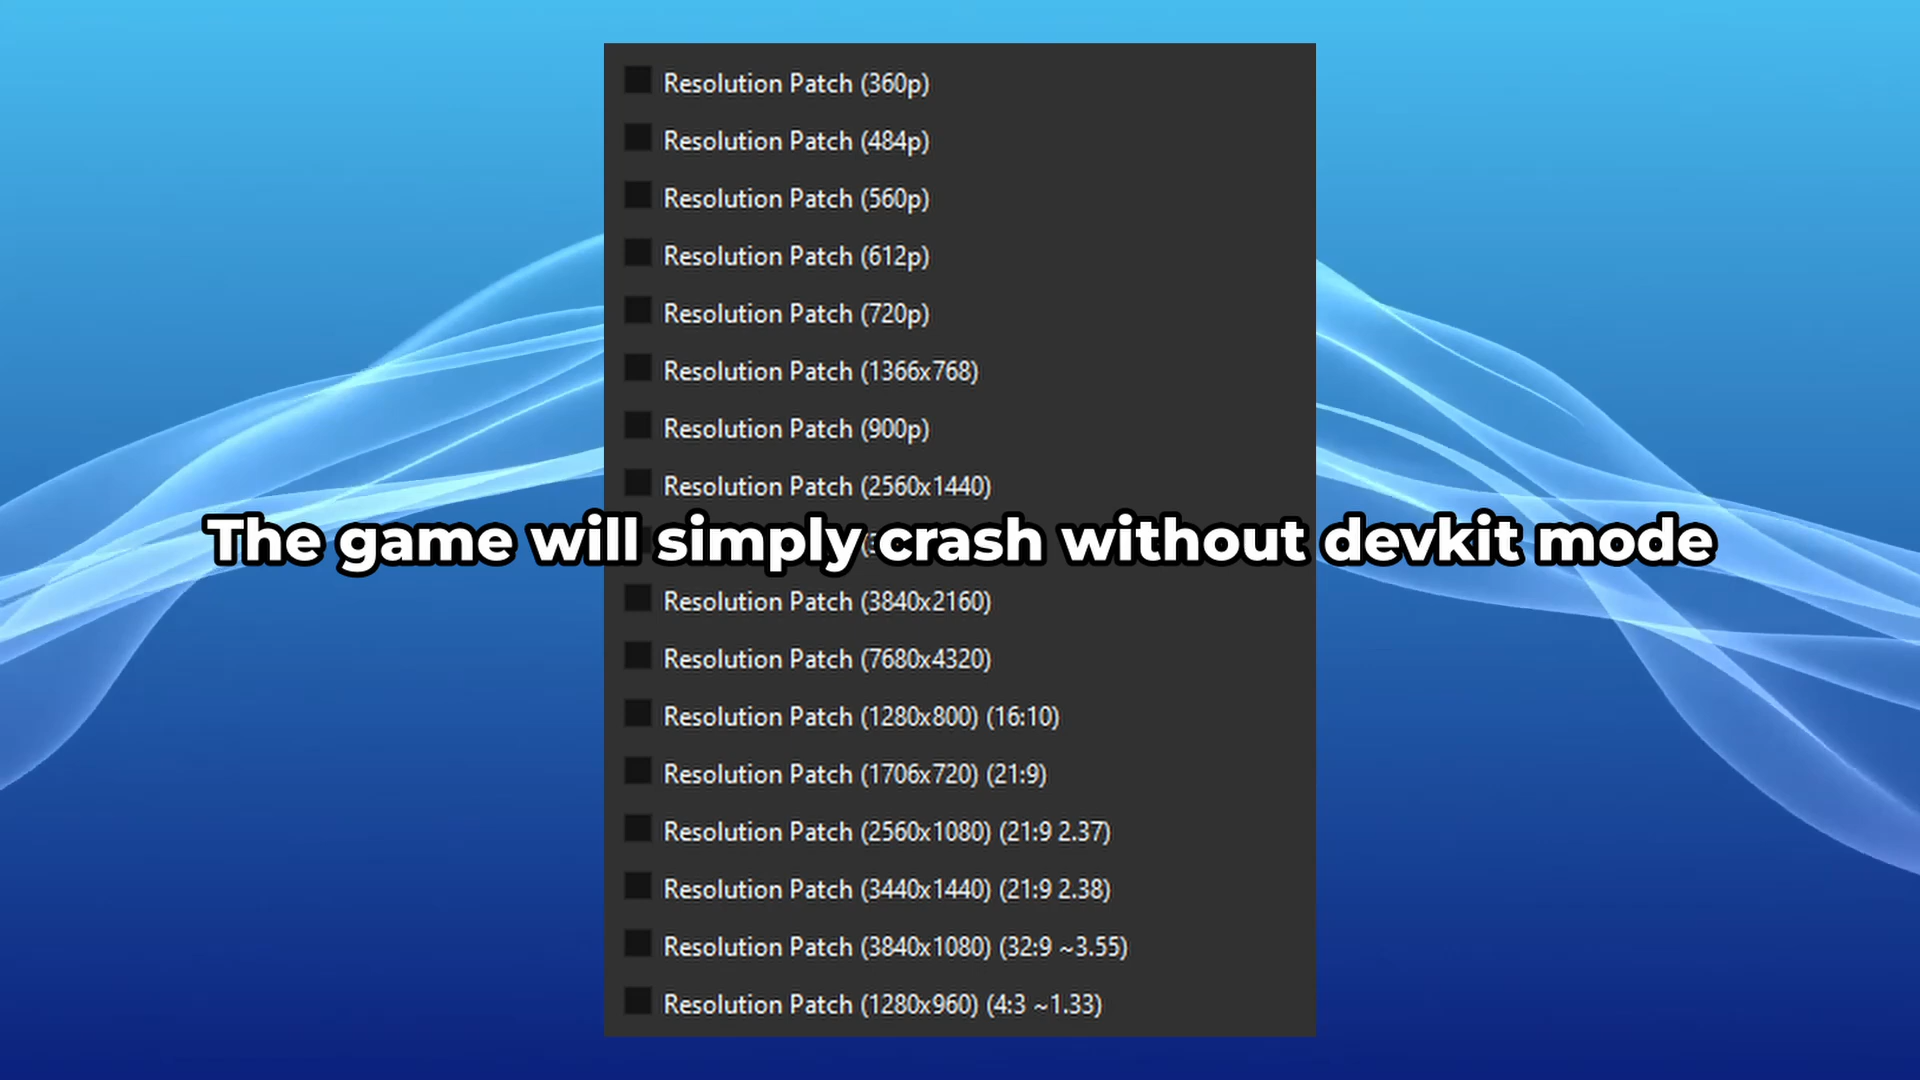 Resolution Patch (360p)
Resolution Patch (484p)
Resolution Patch (560p)
Resolution Patch (612p)
Resolution Patch (720p)
Resolution Patch (1366x768)
Resolution Patch (900p)
Resolution Patch (2560x1440)
The game will simply crash without devkit mode
Resolution Patch (3840x2160)
Resolution Patch (7680x4320)
Resolution Patch (1280x800) (16:10)
Resolution Patch (1706x720) (21:9)
Resolution Patch (2560x1080) (21:9 2.37)
Resolution Patch (3440x1440) (21:9 2.38)
Resolution Patch (3840x1080) (32:9 ~3.55)
Resolution Patch (1280x960) (4:3 ~1.33)